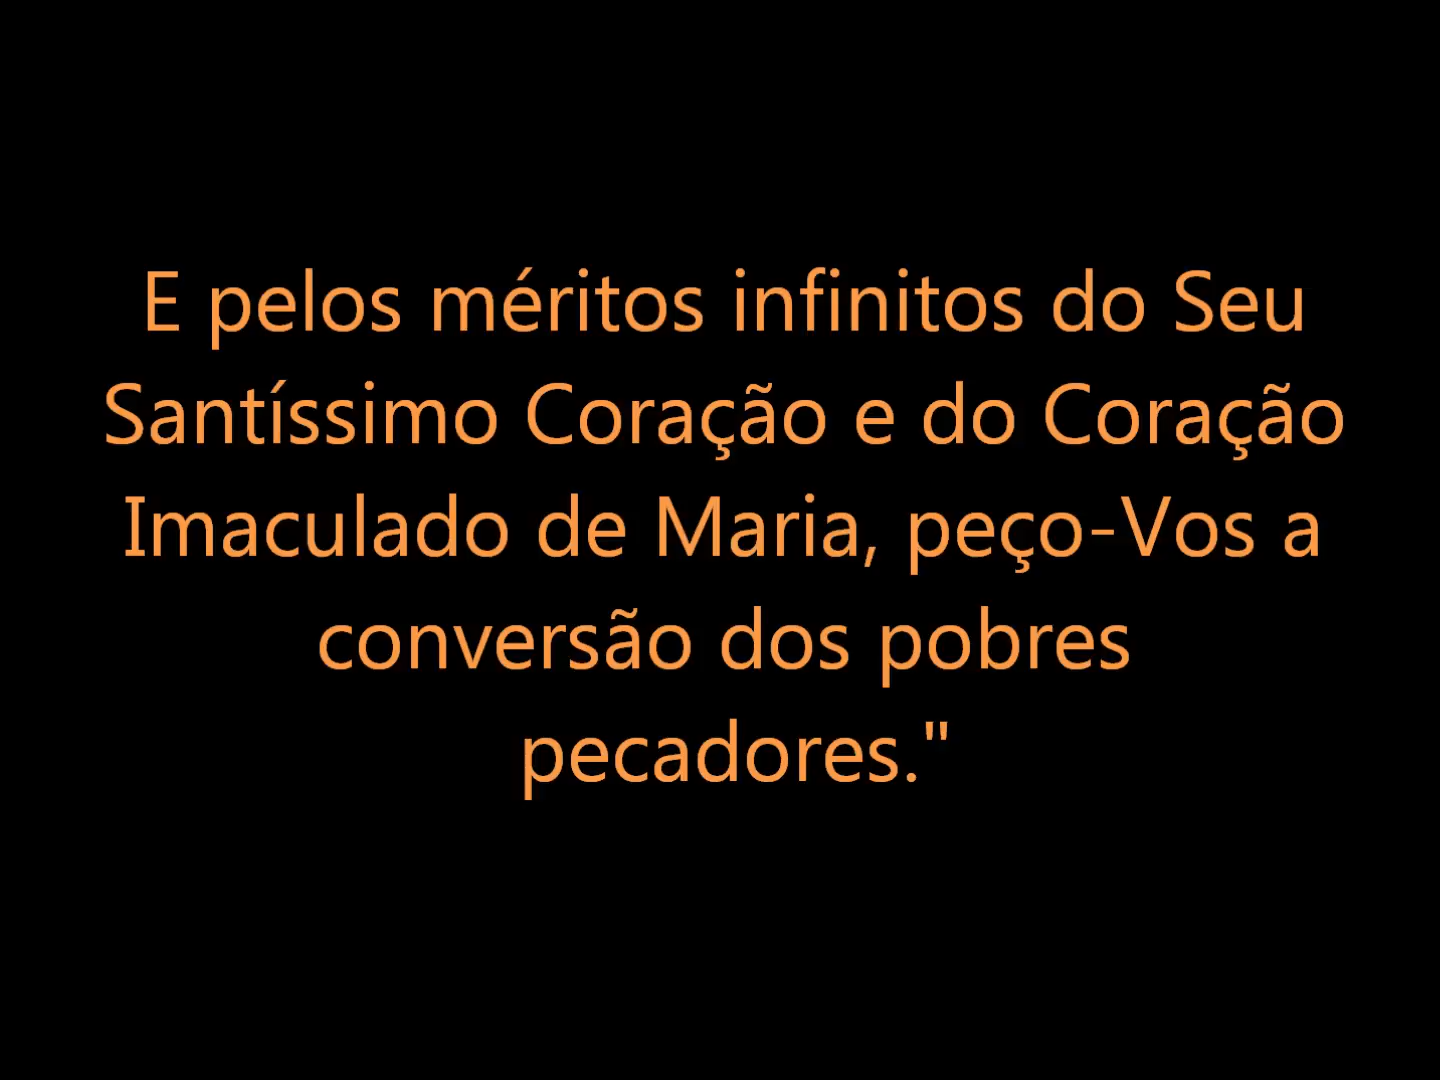 E pelos méritos infinitos do Seu
Santíssimo Coração e do Coração
Imaculado de Maria, peço-Vos a
conversão dos pobres
pecadores."